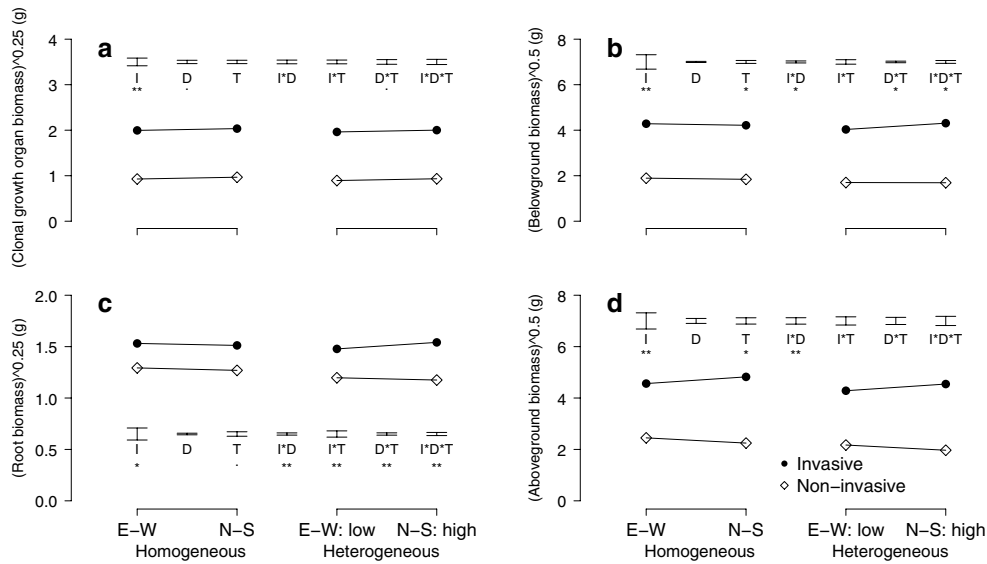 a
(Clonal growth organ biomass)^0.25 (g)
4
3
2
1
0
I D T I*D I*T D*T I*D*T
** . .
b
(Belowground biomass)^0.5 (g)
8
6
4
2
0
I D T I*D I*T D*T I*D*T
** * * * *
c
(Root biomass)^0.25 (g)
2.0
1.5
1.0
0.5
0.0
I D T I*D I*T D*T I*D*T
* . ** ** ** **
E−W N−S E−W: low N−S: high
Homogeneous Heterogeneous
d
(Aboveground biomass)^0.5 (g)
8
6
4
2
0
I D T I*D I*T D*T I*D*T
** * **
Invasive
Non−invasive
E−W N−S E−W: low N−S: high
Homogeneous Heterogeneous